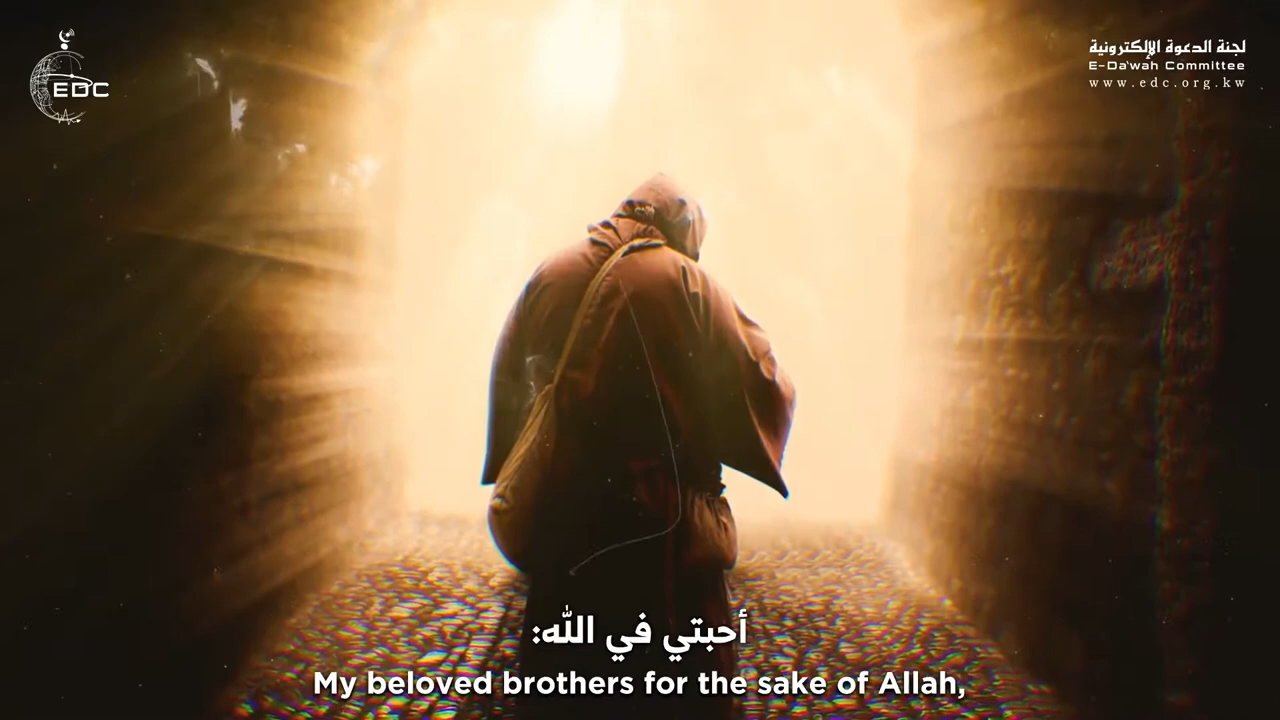 EDC
لجنة الدعوة الإلكترونية
E-Da'wah Committee
www.edc.org.kw
أحبتي في الله:
My beloved brothers for the sake of Allah,